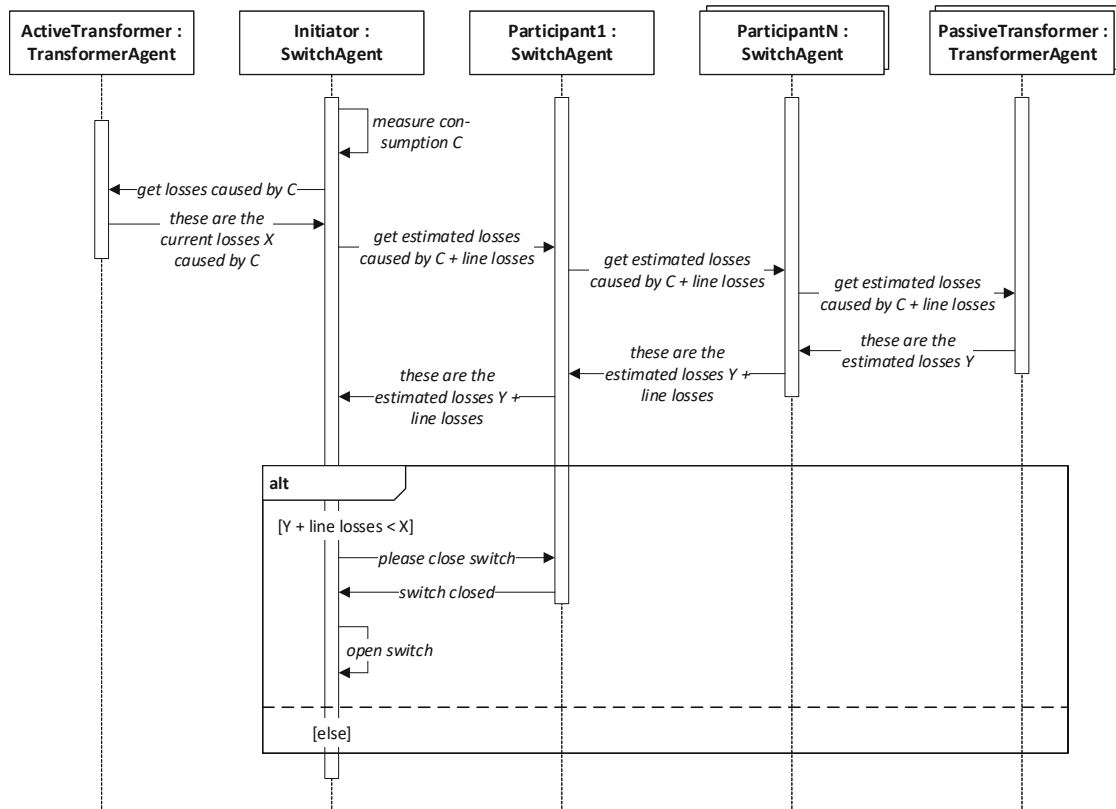 ActiveTransformer :
TransformerAgent
Initiator :
SwitchAgent
Participant1 :
SwitchAgent
ParticipantN :
SwitchAgent
PassiveTransformer :
TransformerAgent
measure con-
sumption C
get losses caused by C
these are the
current losses X
caused by C
get estimated losses
caused by C + line losses
get estimated losses
caused by C + line losses
get estimated losses
caused by C + line losses
these are the
estimated losses Y
these are the
estimated losses Y +
line losses
these are the
estimated losses Y +
line losses
alt
[Y + line losses < X]
please close switch
switch closed
open switch
[else]